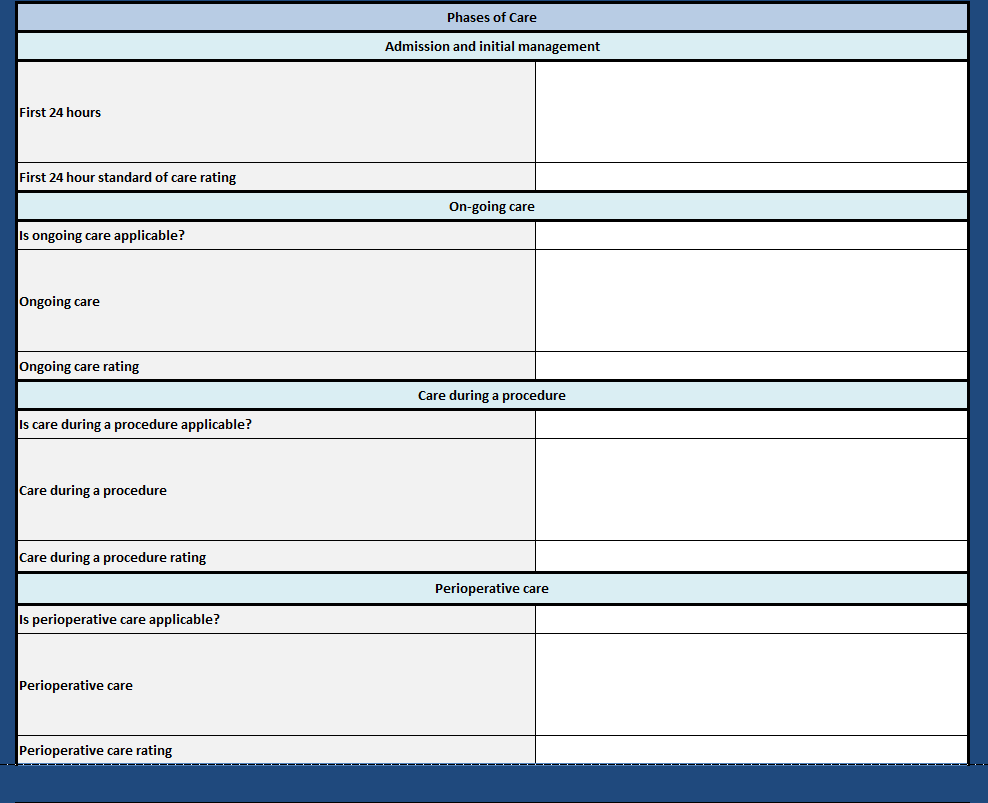 Phases of Care
Admission and initial management
First 24 hours
First 24 hour standard of care rating
On-going care
Is ongoing care applicable?
Ongoing care
Ongoing care rating
Care during a procedure
Is care during a procedure applicable?
Care during a procedure
Care during a procedure rating
Perioperative care
Is perioperative care applicable?
Perioperative care
Perioperative care rating